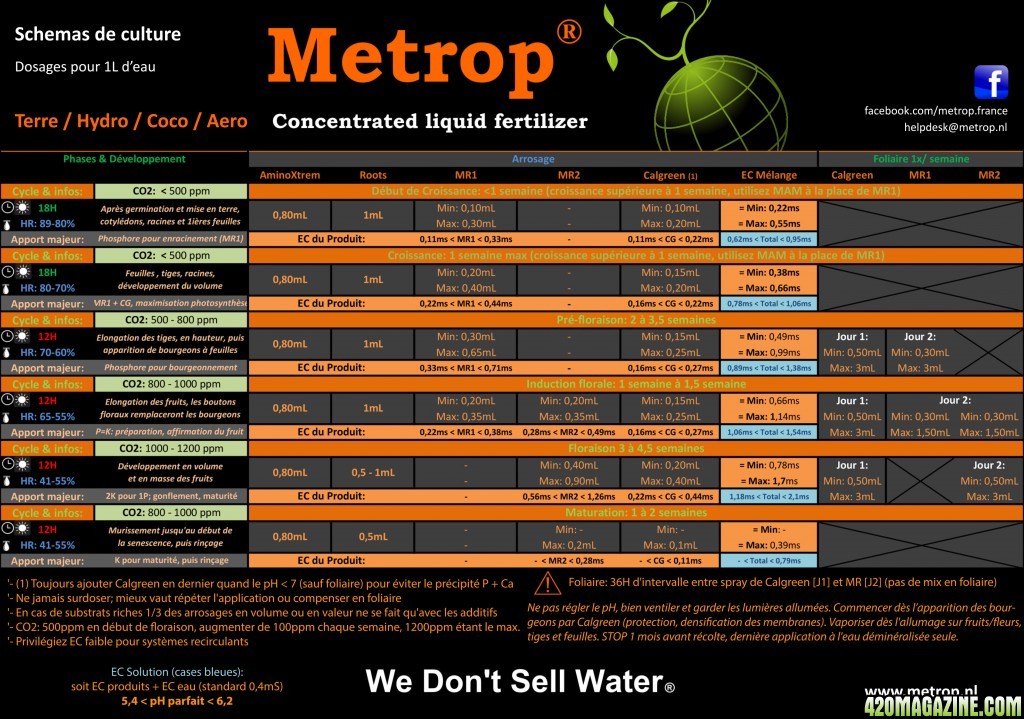 Schemas de culture
Dosages pour 1L d'eau
Terre / Hydro / Coco / Aero
Metrop®
Concentrated liquid fertilizer
facebook.com/metrop.france
helpdesk@metrop.nl
Phases & Développement Arrosage Foliaire 1x/ semaine
AminoXtrem Roots MR1 MR2 Calgreen (1) EC Mélange Calgreen MR1 MR2
Cycle & infos: CO2: < 500 ppm Début de Croissance: <1 semaine (croissance supérieure à 1 semaine, utilisez MAM à la place de MR1)
18H Après germination et mise en terre, 0,80mL 1mL Min: 0,10mL - Min: 0,10mL = Min: 0,22ms
HR: 89-80% cotylédons, racines et 1ières feuilles Max: 0,30mL - Max: 0,20mL = Max: 0,55ms
Apport majeur: Phosphore pour enracinement (MR1) EC du Produit: 0,11ms < MR1 < 0,33ms - 0,11ms < CG < 0,22ms 0,62ms < Total < 0,95ms
Cycle & infos: CO2: < 500 ppm Croissance: 1 semaine max (croissance supérieure à 1 semaine, utilisez MAM à la place de MR1)
18H Feuilles , tiges, racines, 0,80mL 1mL Min: 0,20mL - Min: 0,15mL = Min: 0,38ms
HR: 80-70% développement du volume Max: 0,40mL - Max: 0,20mL = Max: 0,66ms
Apport majeur: MR1 + CG, maximisation photosynthèse EC du Produit: 0,22ms < MR1 < 0,44ms - 0,16ms < CG < 0,22ms 0,78ms < Total < 1,06ms
Cycle & infos: CO2: 500 - 800 ppm Pré-floraison: 2 à 3,5 semaines
12H Elongation des tiges, en hauteur, puis 0,80mL 1mL Min: 0,30mL - Min: 0,15mL = Min: 0,49ms Jour 1: Jour 2:
HR: 70-60% apparition de bourgeons à feuilles Max: 0,65mL - Max: 0,25mL = Max: 0,99ms Min: 0,50mL Min: 0,30mL
Apport majeur: Phosphore pour bourgeonnement EC du Produit: 0,33ms < MR1 < 0,71ms - 0,16ms < CG < 0,27ms 0,89ms < Total < 1,38ms Max: 3mL Max: 3mL
Cycle & infos: CO2: 800 - 1000 ppm Induction florale: 1 semaine à 1,5 semaine
12H Elongation des fruits, les boutons 0,80mL 1mL Min: 0,20mL Min: 0,20mL Min: 0,15mL = Min: 0,66ms Jour 1: Jour 2:
HR: 65-55% floraux remplaceront les bourgeons Max: 0,35mL Max: 0,35mL Max: 0,25mL = Max: 1,14ms Min: 0,50mL Min: 0,30mL Min: 0,30mL
Apport majeur: P=K: préparation, affirmation du fruit EC du Produit: 0,22ms < MR1 < 0,38ms 0,28ms < MR2 < 0,49ms 0,16ms < CG < 0,27ms 1,06ms < Total < 1,54ms Max: 3mL Max: 1,50mL Max: 1,50mL
Cycle & infos: CO2: 1000 - 1200 ppm Floraison 3 à 4,5 semaines
12H Développement en volume 0,80mL 0,5 - 1mL - Min: 0,40mL Min: 0,20mL = Min: 0,78ms Jour 1: Jour 2:
HR: 41-55% et en masse des fruits - Max: 0,90mL Max: 0,40mL = Max: 1,7ms Min: 0,50mL Min: 0,50mL
Apport majeur: 2K pour 1P; gonflement, maturité EC du Produit: - 0,56ms < MR2 < 1,26ms 0,22ms < CG < 0,44ms 1,18ms < Total < 2,1ms Max: 3mL Max: 3mL
Cycle & infos: CO2: 800 - 1000 ppm Maturation: 1 à 2 semaines
12H Murissement jusqu'au début de 0,80mL 0,5mL - Min: - Min: - = Min: -
HR: 41-55% la senescence, puis rinçage - Max: 0,2mL Max: 0,1mL = Max: 0,39ms
Apport majeur: K pour maturité, puis rinçage EC du Produit: - - < MR2 < 0,28ms - < CG < 0,11ms - < Total < 0,79ms
'- (1) Toujours ajouter Calgreen en dernier quand le pH < 7 (sauf foliaire) pour éviter le précipité P + Ca
'- Ne jamais surdoser; mieux vaut répéter l'application ou compenser en foliaire
'- En cas de substrats riches 1/3 des arrosages en volume ou en valeur ne se fait qu'avec les additifs
'- CO2: 500ppm en début de floraison, augmenter de 100ppm chaque semaine, 1200ppm étant le max.
'- Privilégiez EC faible pour systèmes recirculants
Foliaire: 36H d'intervalle entre spray de Calgreen [J1] et MR [J2] (pas de mix en foliaire)
Ne pas régler le pH, bien ventiler et garder les lumières allumées. Commencer dès l'apparition des bour-
geons par Calgreen (protection, densification des membranes). Vaporiser dès l'allumage sur fruits/fleurs,
tiges et feuilles. STOP 1 mois avant récolte, dernière application à l'eau déminéralisée seule.
EC Solution (cases bleues):
soit EC produits + EC eau (standard 0,4mS)
5,4 < pH parfait < 6,2
We Don't Sell Water®
www.metrop.nl
420MAGAZINE.COM